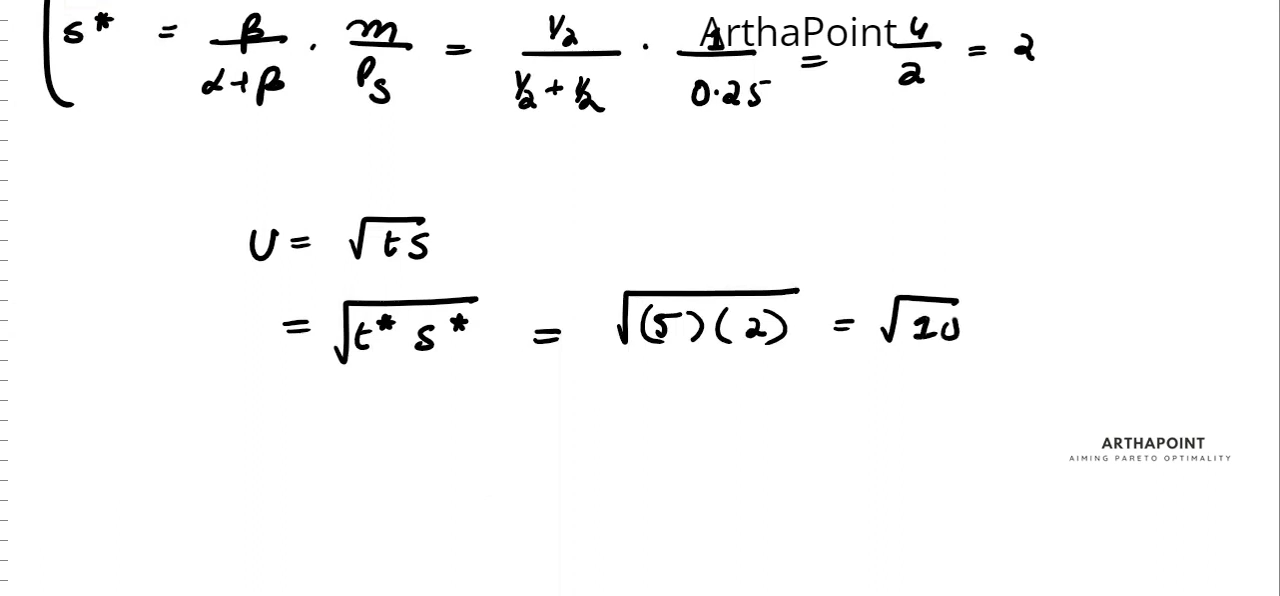 s* = β/(α+β) · m/Ps = ½/(½+½) · 1/0.25 = 4/2 = 2
ArthaPoint
U = √ts
= √t* s* = √(5)(2) = √10
ARTHAPOINT
AIMING PARETO OPTIMALITY